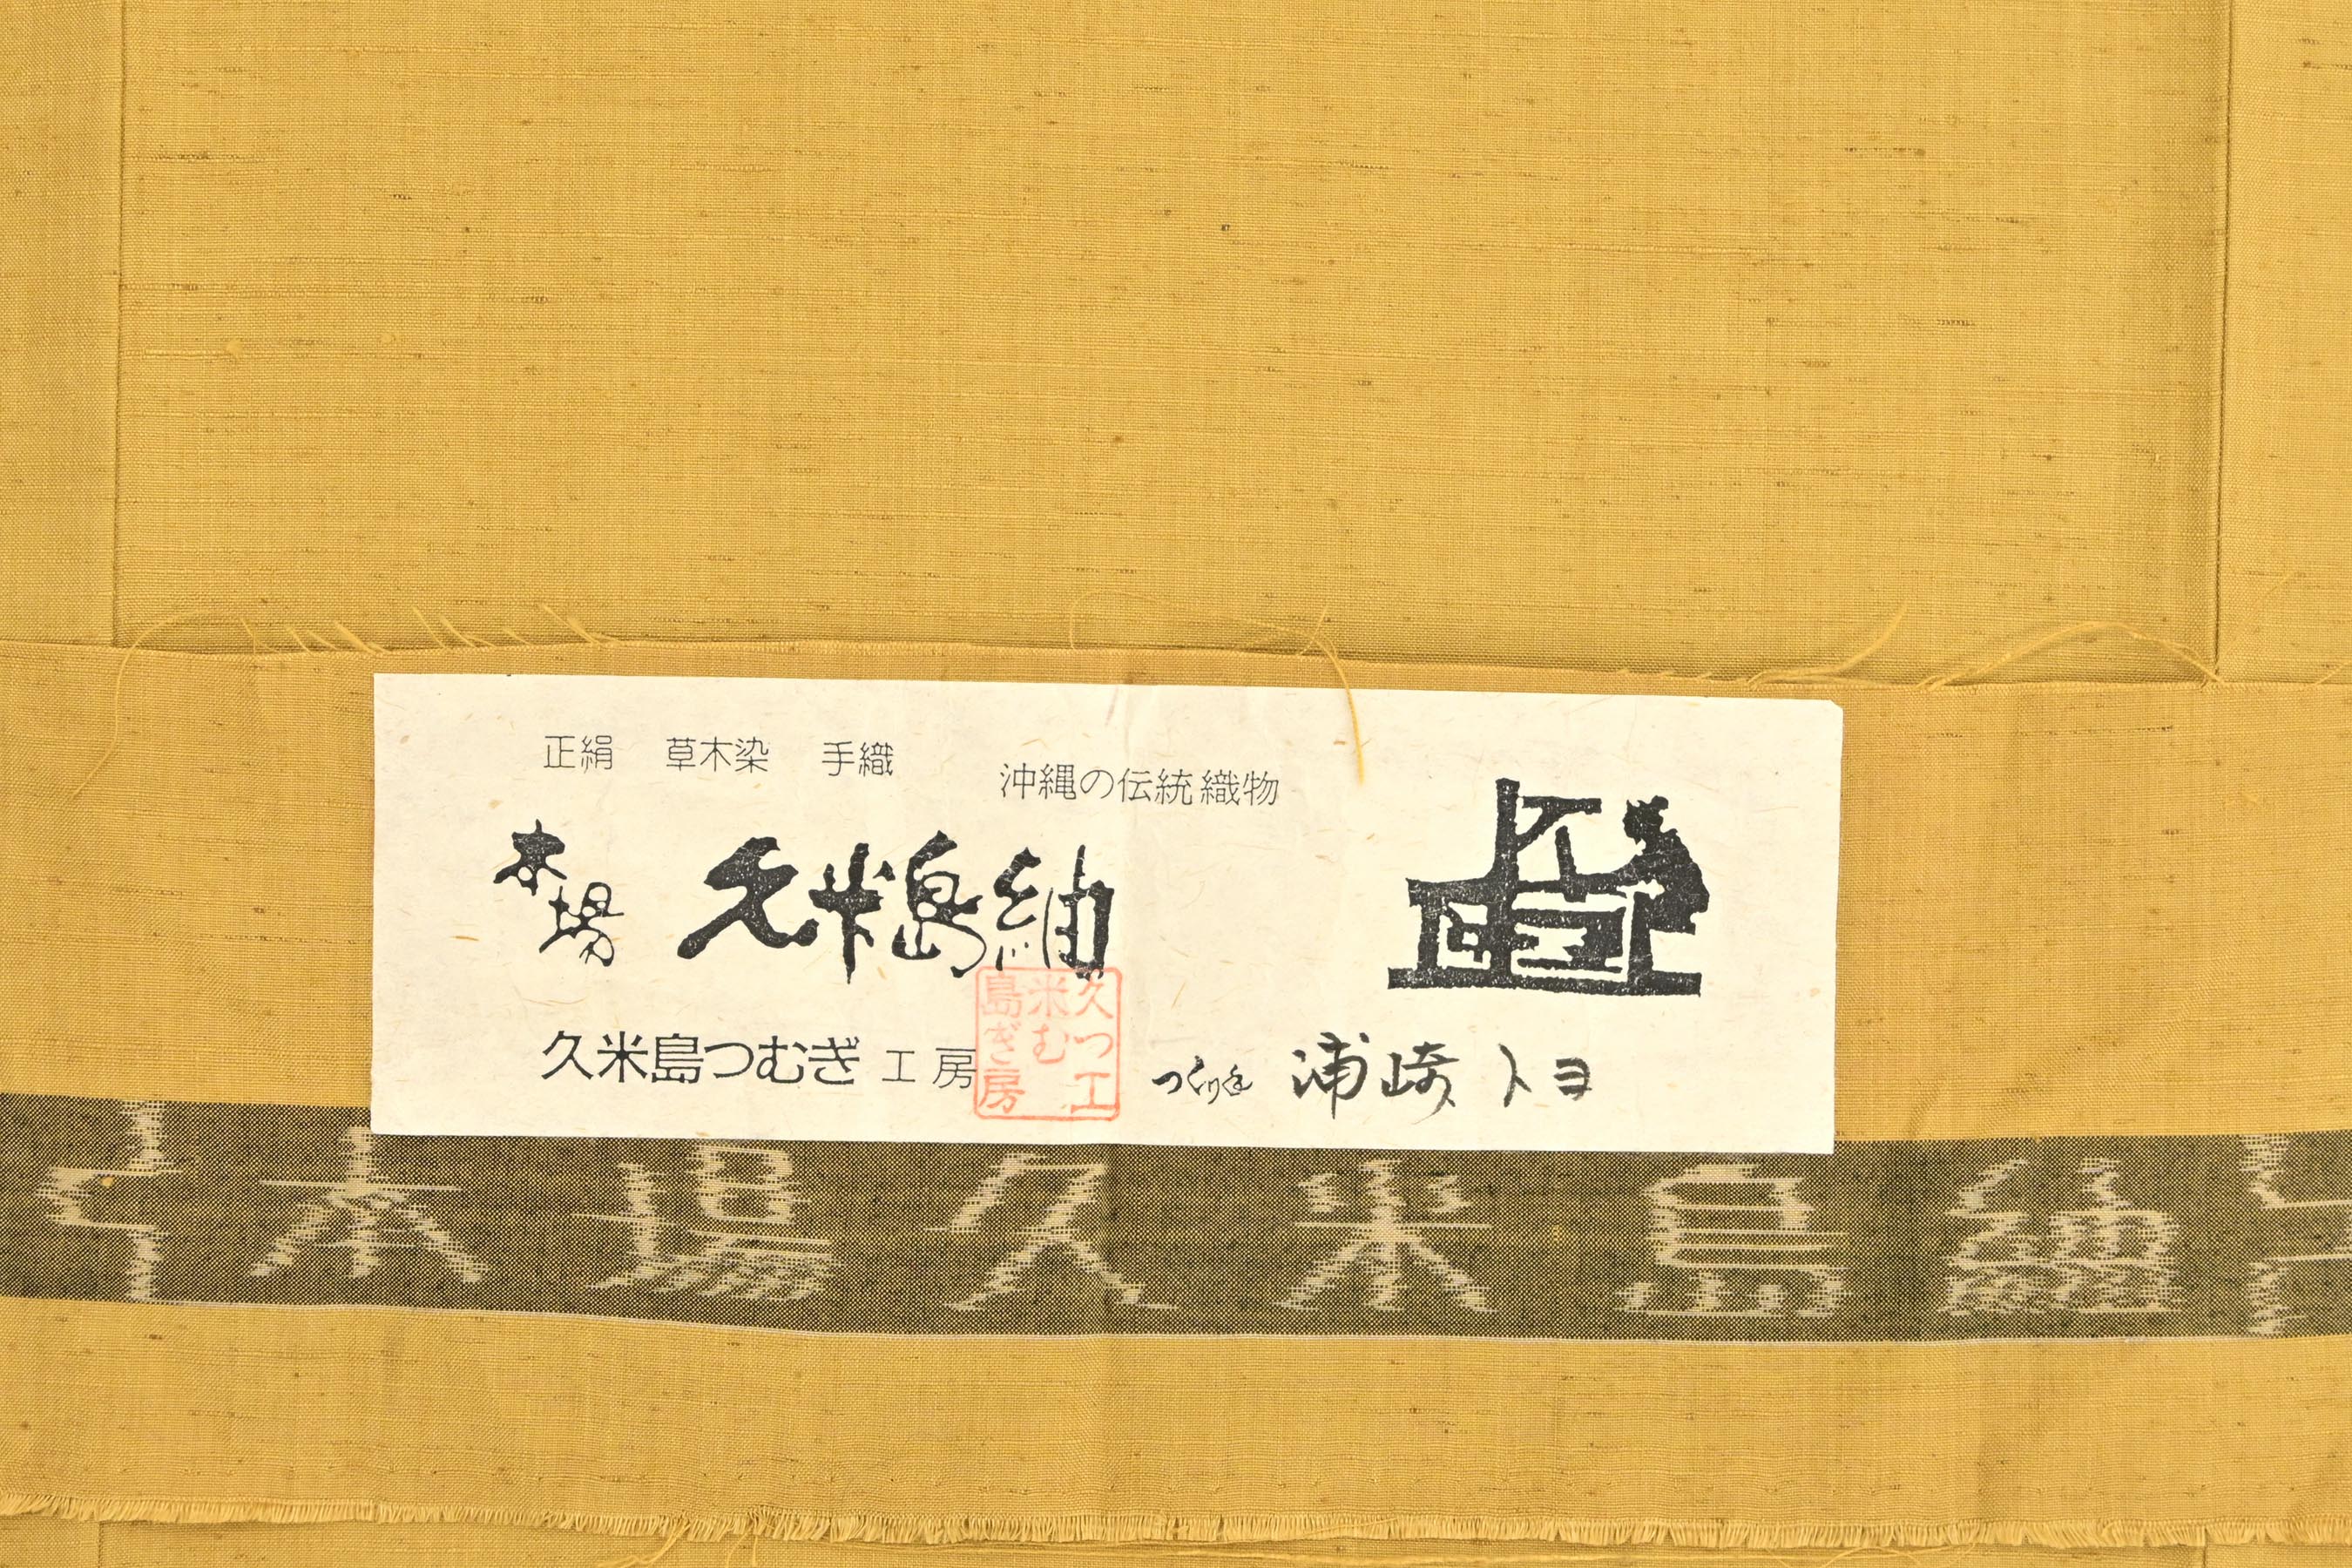 正絹 草木染 手織
沖縄の伝統織物
本場 久米島紬
久米島つむぎ工房
久米島つむぎ工房
つくり手 浦崎トヨ
本場久米島紬